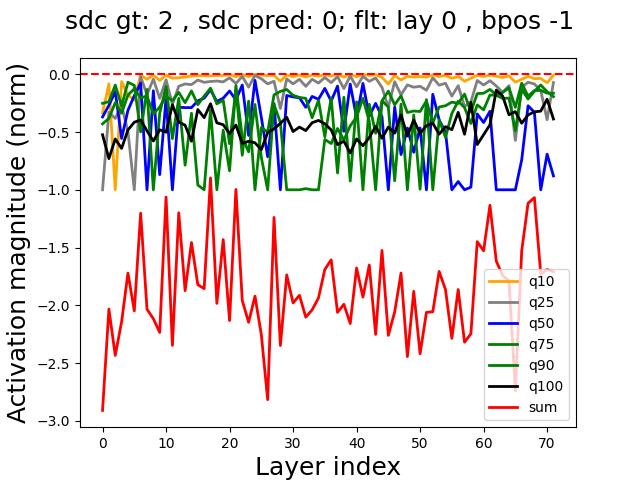 sdc gt: 2 , sdc pred: 0; flt: lay 0 , bpos -1
Activation magnitude (norm)
0.0
−0.5
−1.0
−1.5
−2.0
−2.5
−3.0
q10
q25
q50
q75
q90
q100
sum
0 10 20 30 40 50 60 70
Layer index